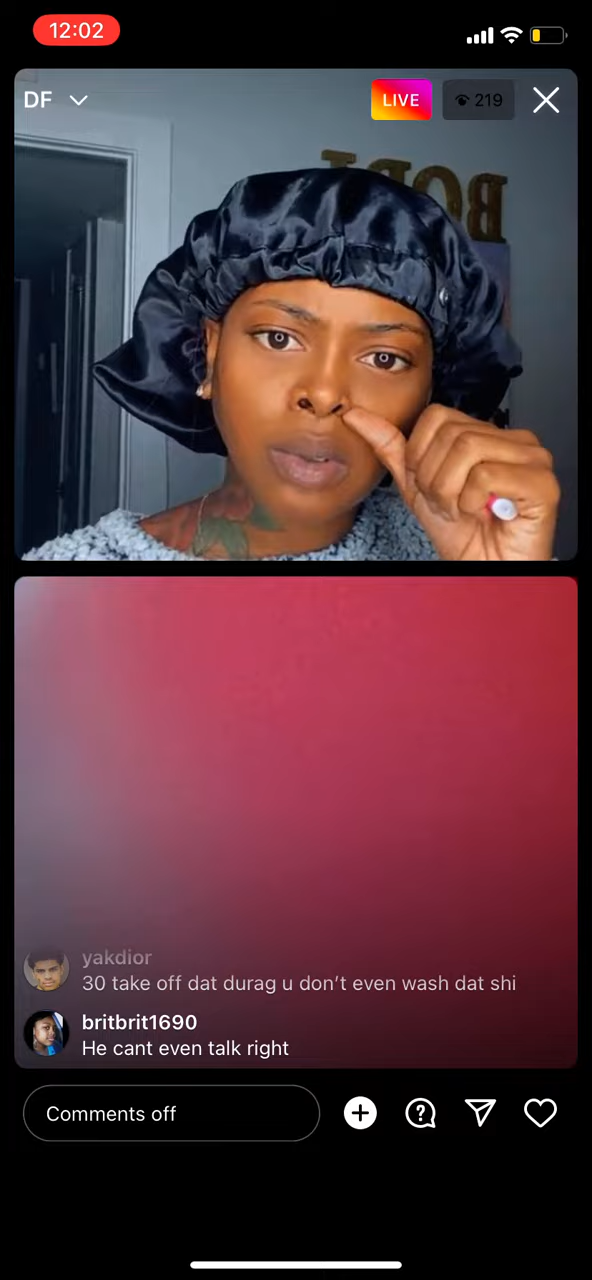 12:02
DF
LIVE
219
yakdior
30 take off dat durag u don’t even wash dat shi
britbrit1690
He cant even talk right
Comments off